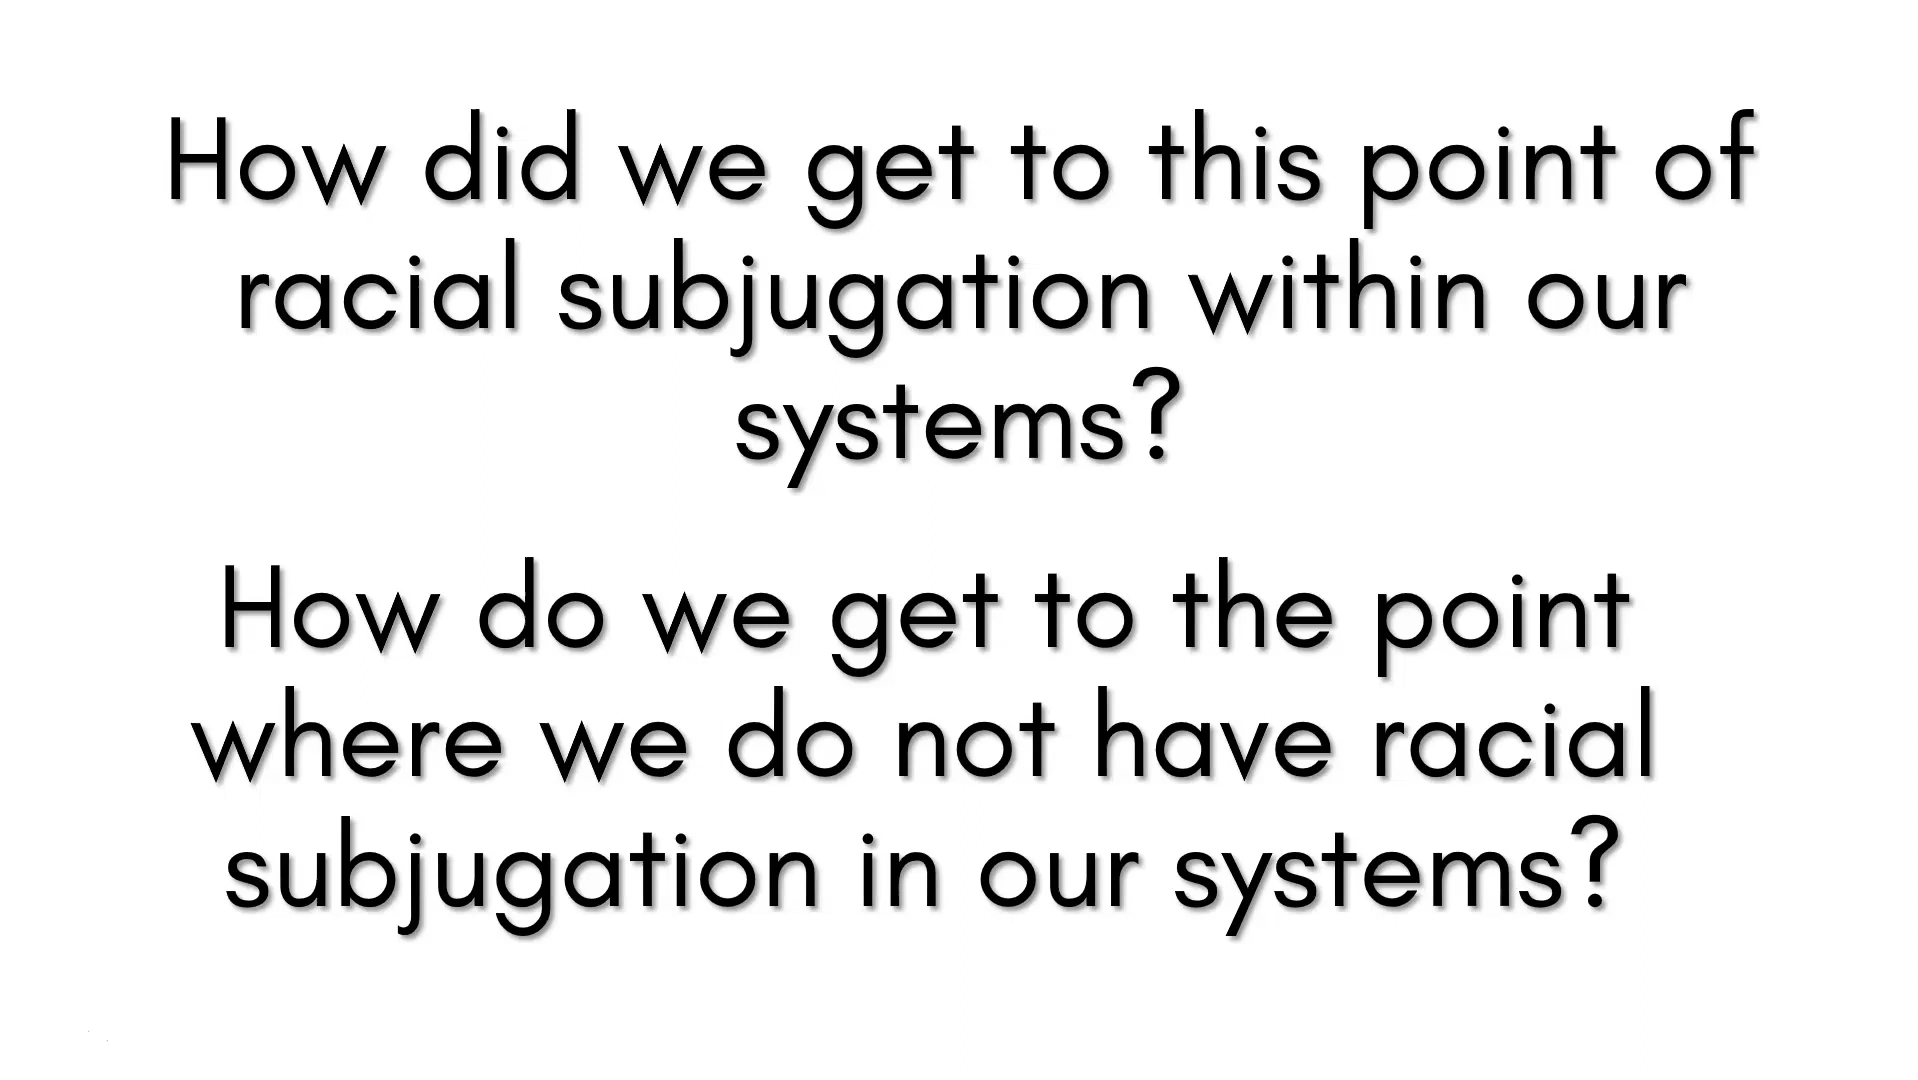 How did we get to this point of
racial subjugation within our
systems?
How do we get to the point
where we do not have racial
subjugation in our systems?